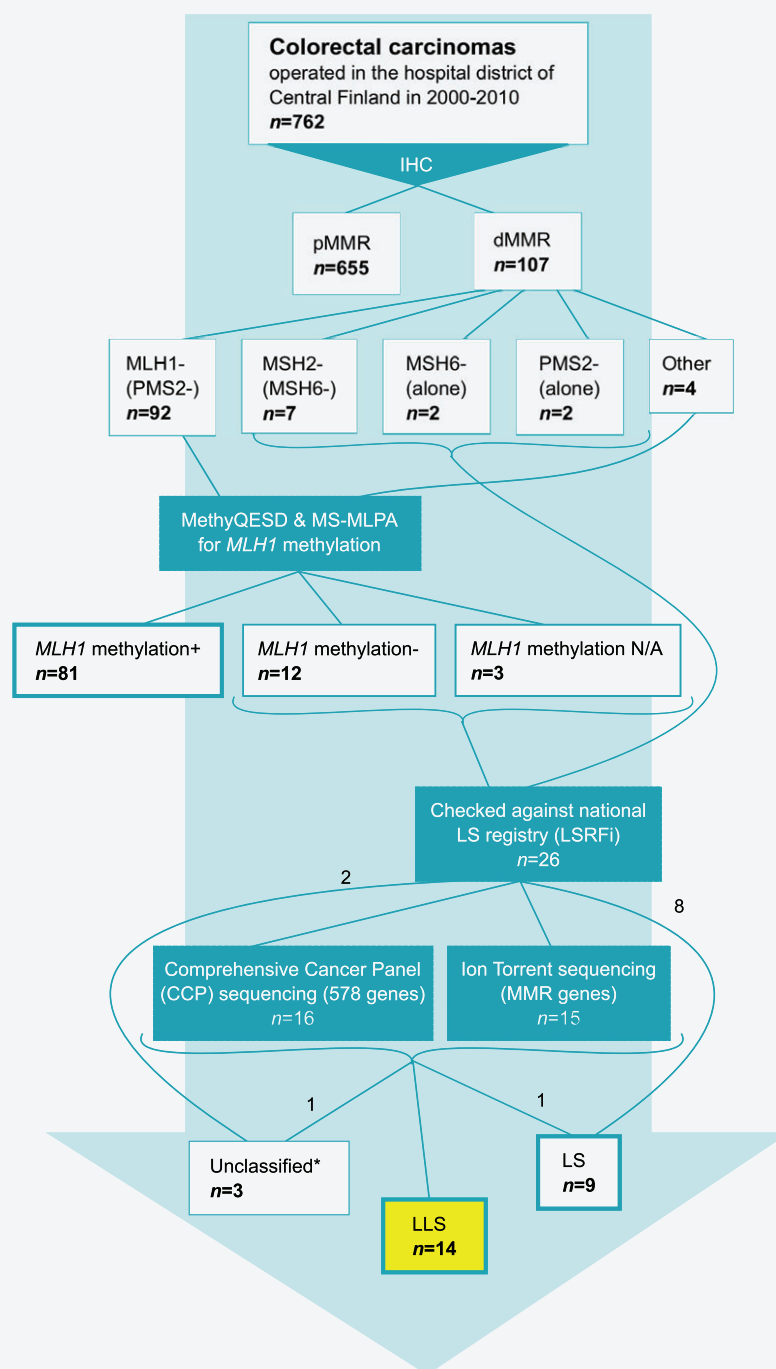 Colorectal carcinomas
operated in the hospital district of
Central Finland in 2000-2010
n=762
IHC
pMMR
n=655
dMMR
n=107
MLH1-
(PMS2-)
n=92
MSH2-
(MSH6-)
n=7
MSH6-
(alone)
n=2
PMS2-
(alone)
n=2
Other
n=4
MethyQESD & MS-MLPA
for MLH1 methylation
MLH1 methylation+
n=81
MLH1 methylation-
n=12
MLH1 methylation N/A
n=3
Checked against national
LS registry (LSRFi)
n=26
2
8
Comprehensive Cancer Panel
(CCP) sequencing (578 genes)
n=16
Ion Torrent sequencing
(MMR genes)
n=15
1
1
Unclassified*
n=3
LS
n=9
LLS
n=14